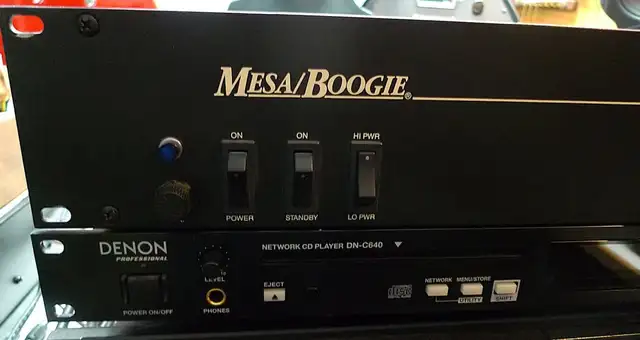 MESA/BOOGIE®
ON ON HI PWR
POWER STANDBY LO PWR
DENON
PROFESSIONAL
NETWORK CD PLAYER DN-C640
LEVEL
EJECT
NETWORK MENU/STORE
UTILITY
SHIFT
POWER ON/OFF
PHONES